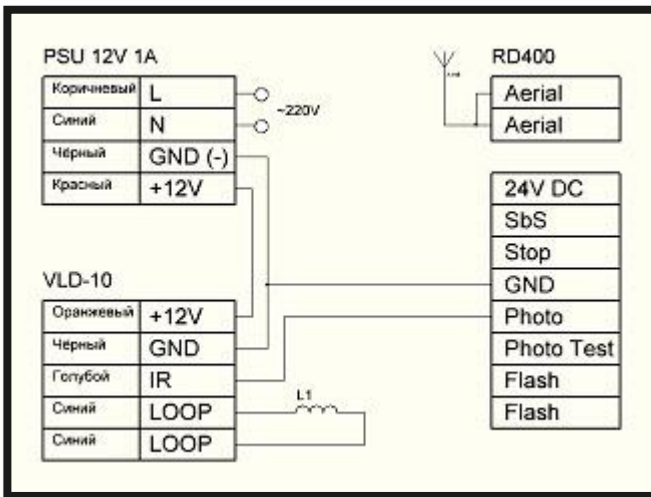 PSU 12V 1A
Коричневый L
Синий N
Чёрный GND (-)
Красный +12V
~220V
RD400
Aerial
Aerial
24V DC
SbS
Stop
GND
Photo
Photo Test
Flash
Flash
VLD-10
Оранжевый +12V
Чёрный GND
Голубой IR
Синий LOOP
Синий LOOP
L1